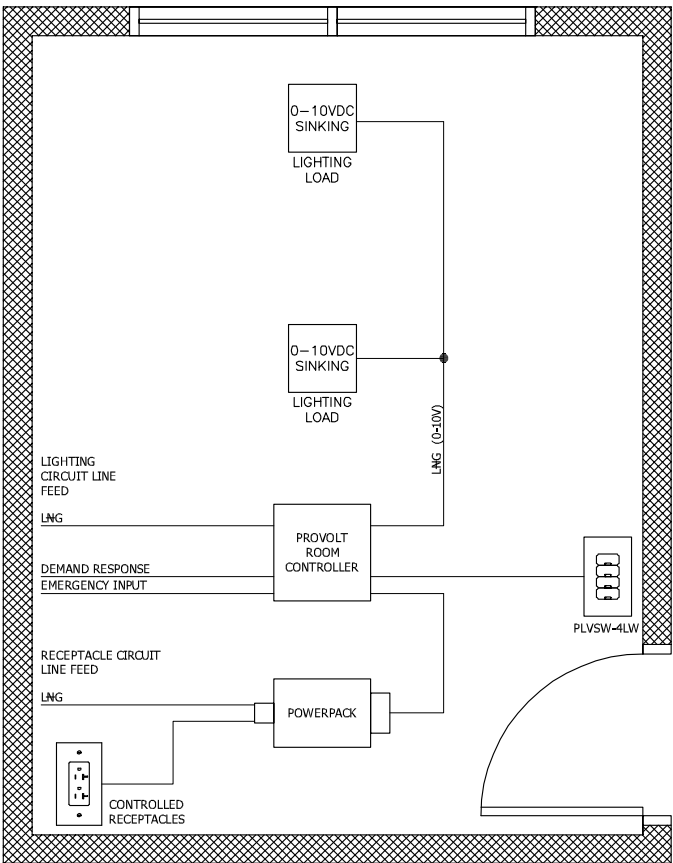 0-10VDC
SINKING
LIGHTING
LOAD
0-10VDC
SINKING
LIGHTING
LOAD
LNG (0-10V)
LIGHTING
CIRCUIT LINE
FEED
LNG
PROVOLT
ROOM
CONTROLLER
DEMAND RESPONSE
EMERGENCY INPUT
PLVSW-4LW
RECEPTACLE CIRCUIT
LINE FEED
LNG
POWERPACK
CONTROLLED
RECEPTACLES